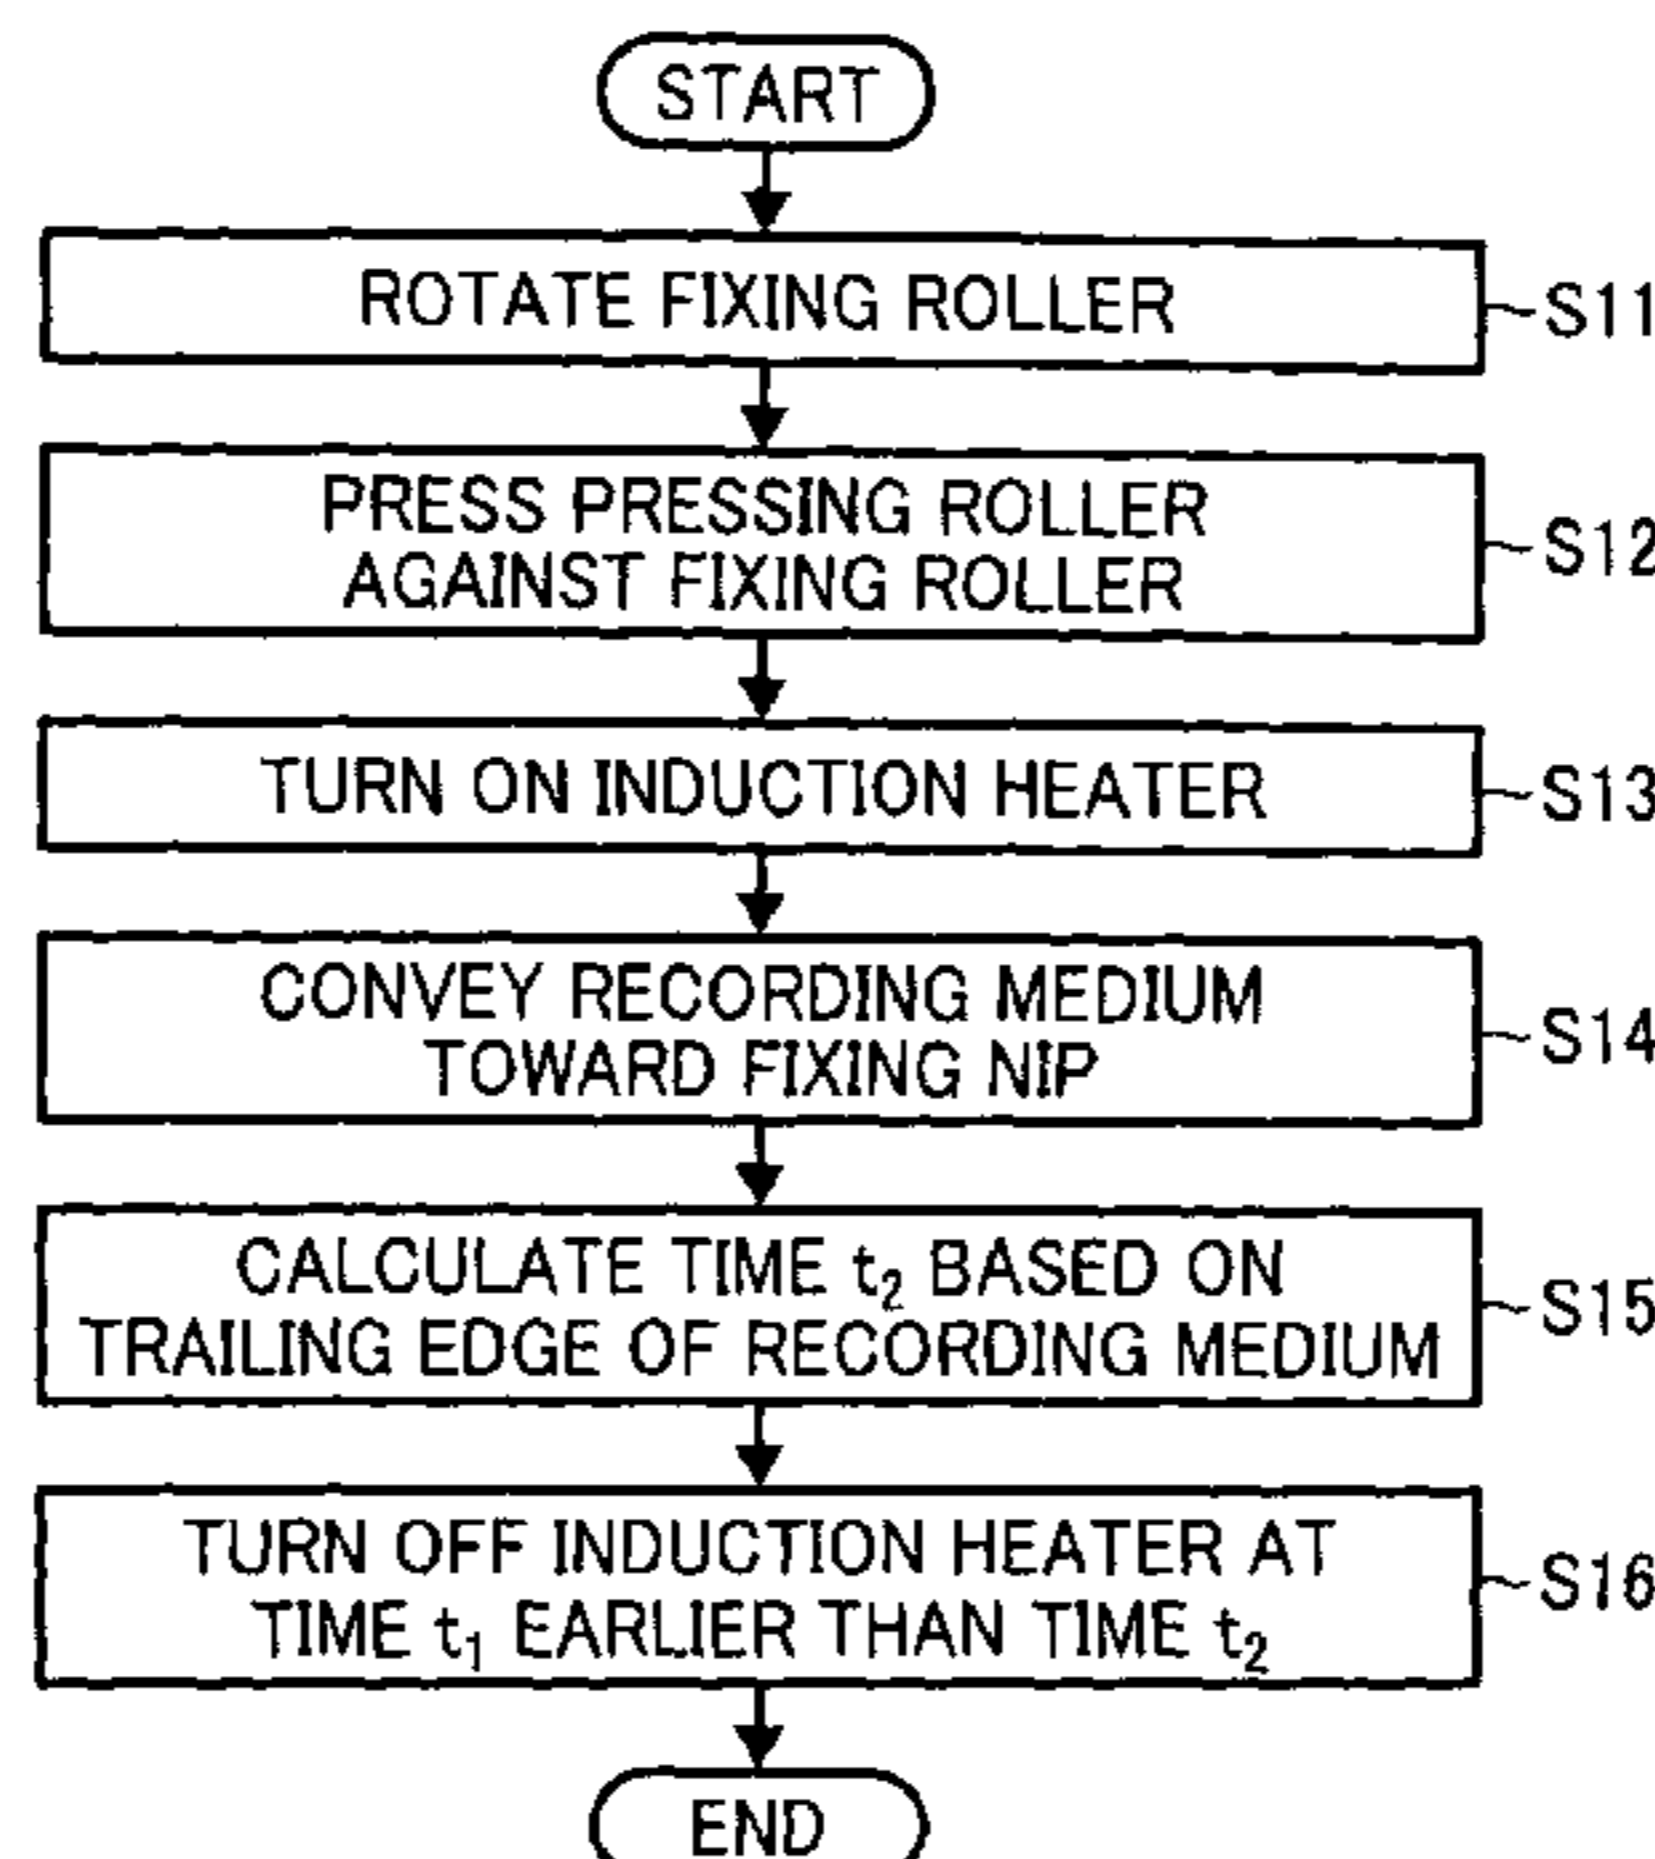 START
ROTATE FIXING ROLLER
S11
PRESS PRESSING ROLLER
AGAINST FIXING ROLLER
S12
TURN ON INDUCTION HEATER
S13
CONVEY RECORDING MEDIUM
TOWARD FIXING NIP
S14
CALCULATE TIME t₂ BASED ON
TRAILING EDGE OF RECORDING MEDIUM
S15
TURN OFF INDUCTION HEATER AT
TIME t₁ EARLIER THAN TIME t₂
S16
END